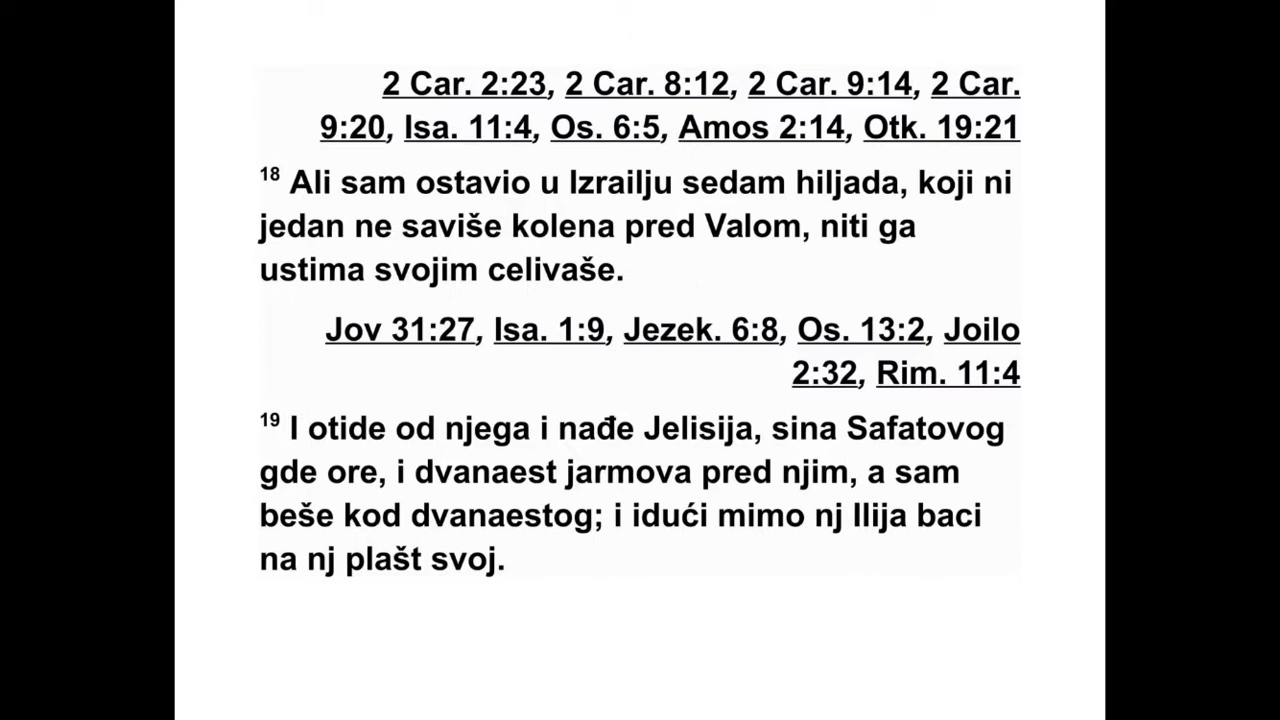 2 Car. 2:23, 2 Car. 8:12, 2 Car. 9:14, 2 Car.
9:20, Isa. 11:4, Os. 6:5, Amos 2:14, Otk. 19:21
18 Ali sam ostavio u Izrailju sedam hiljada, koji ni
jedan ne saviše kolena pred Valom, niti ga
ustima svojim celivaše.
Jov 31:27, Isa. 1:9, Jezek. 6:8, Os. 13:2, Joilo
2:32, Rim. 11:4
19 I otide od njega i nađe Jelisija, sina Safatovog
gde ore, i dvanaest jarmova pred njim, a sam
beše kod dvanaestog; i idući mimo nj Ilija baci
na nj plašt svoj.